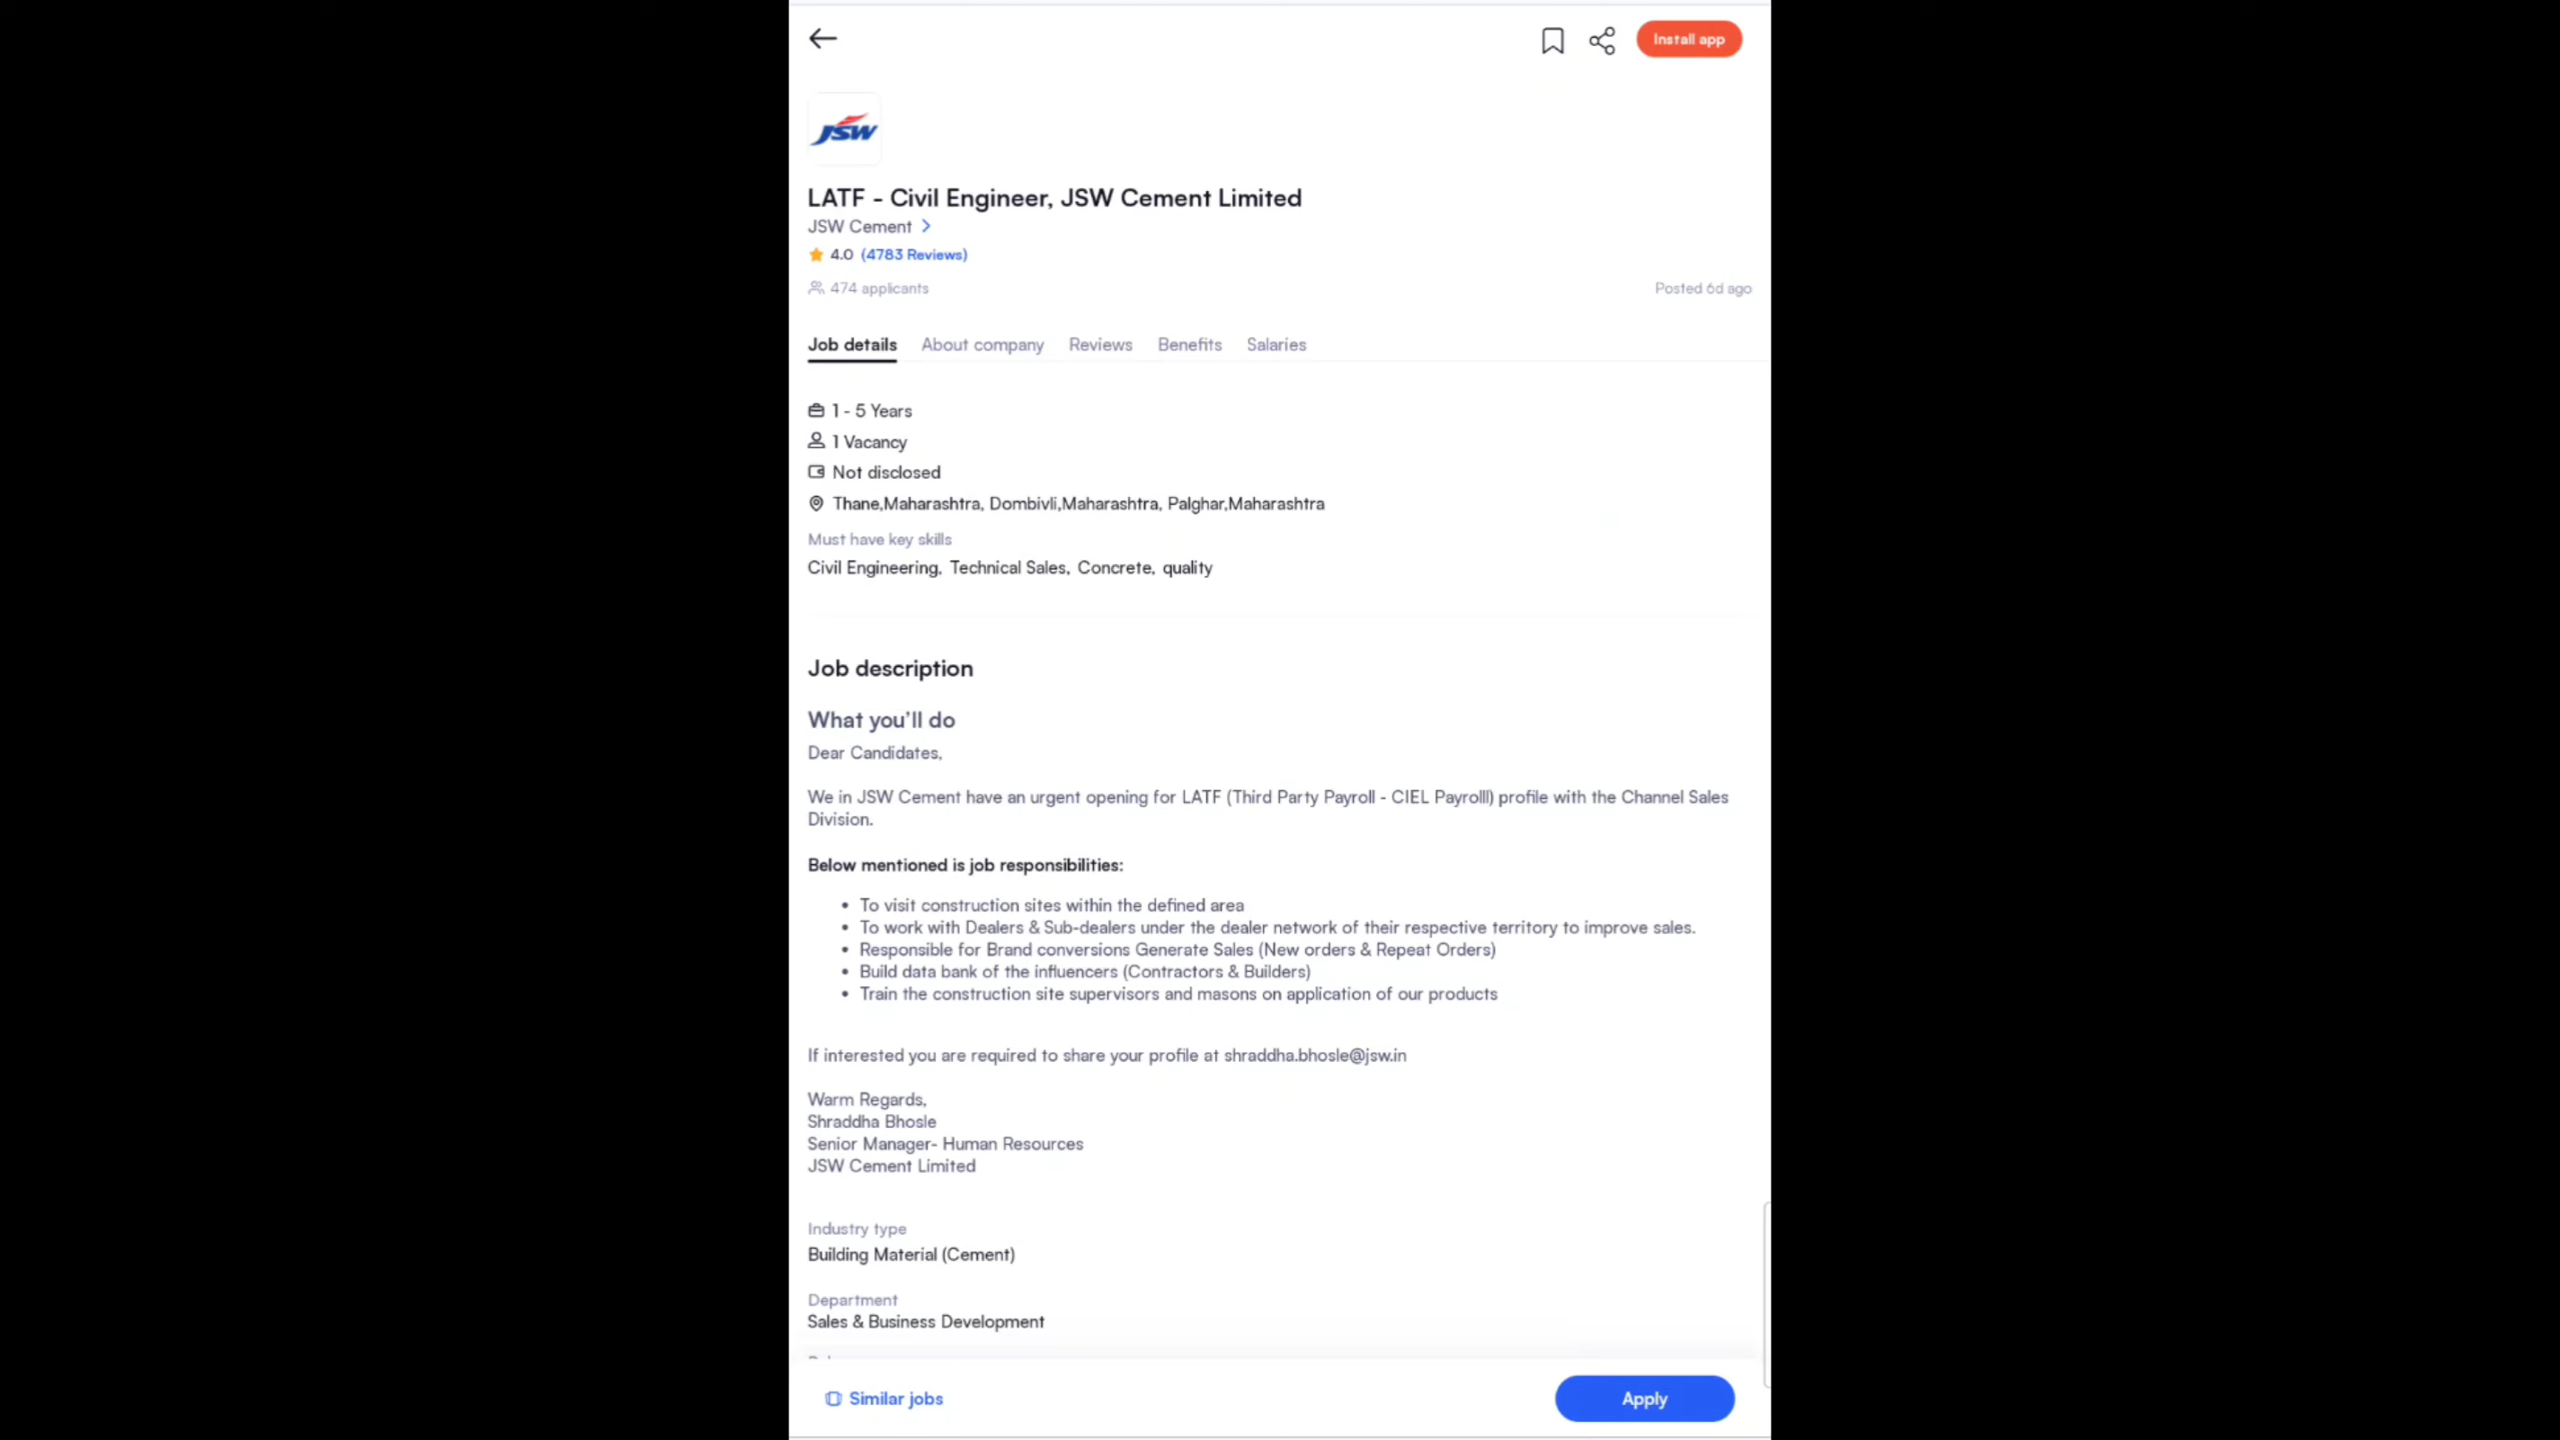 Install app
JSW
LATF - Civil Engineer, JSW Cement Limited
JSW Cement
4.0 (4783 Reviews)
474 applicants
Posted 6d ago
Job details About company Reviews Benefits Salaries
1 - 5 Years
1 Vacancy
Not disclosed
Thane,Maharashtra, Dombivli,Maharashtra, Palghar,Maharashtra
Must have key skills
Civil Engineering, Technical Sales, Concrete, quality
Job description
What you'll do
Dear Candidates,
We in JSW Cement have an urgent opening for LATF (Third Party Payroll - CIEL Payrolll) profile with the Channel Sales
Division.
Below mentioned is job responsibilities:
• To visit construction sites within the defined area
• To work with Dealers & Sub-dealers under the dealer network of their respective territory to improve sales.
• Responsible for Brand conversions Generate Sales (New orders & Repeat Orders)
• Build data bank of the influencers (Contractors & Builders)
• Train the construction site supervisors and masons on application of our products
If interested you are required to share your profile at shraddha.bhosle@jsw.in
Warm Regards,
Shraddha Bhosle
Senior Manager- Human Resources
JSW Cement Limited
Industry type
Building Material (Cement)
Department
Sales & Business Development
Similar jobs
Apply